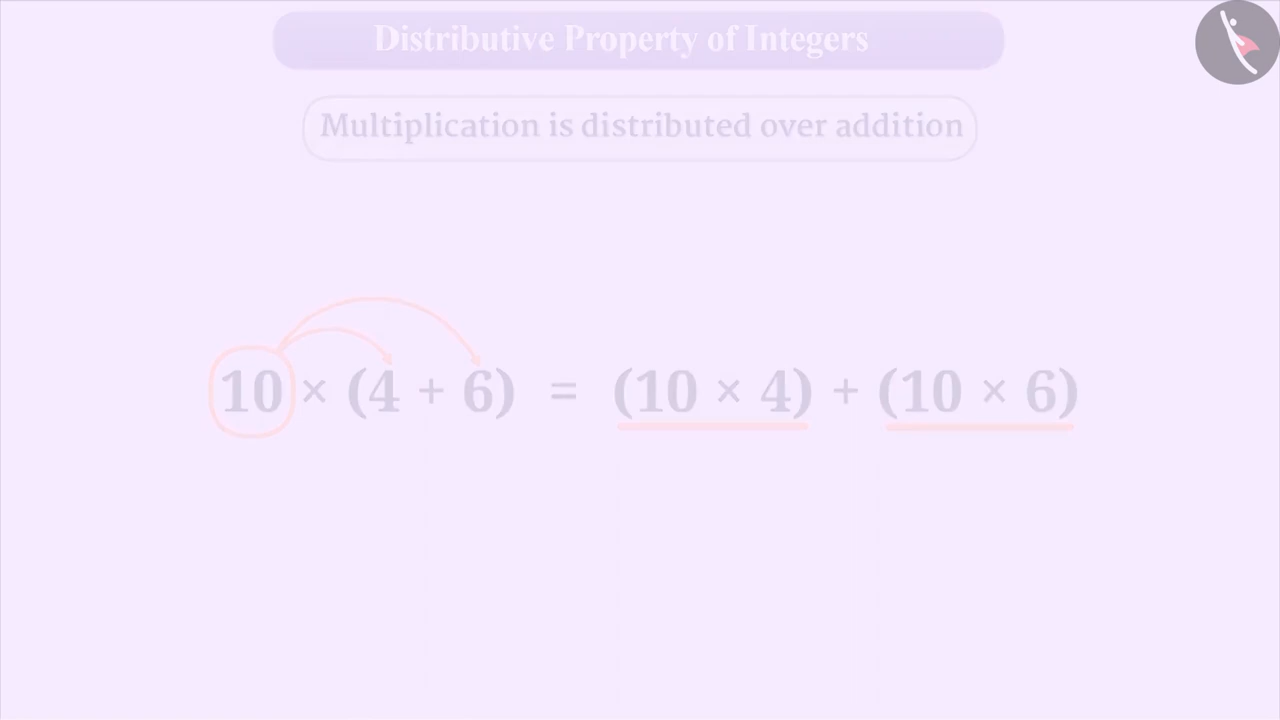 Distributive Property of Integers
Multiplication is distributed over addition
10 × (4 + 6) = (10 × 4) + (10 × 6)